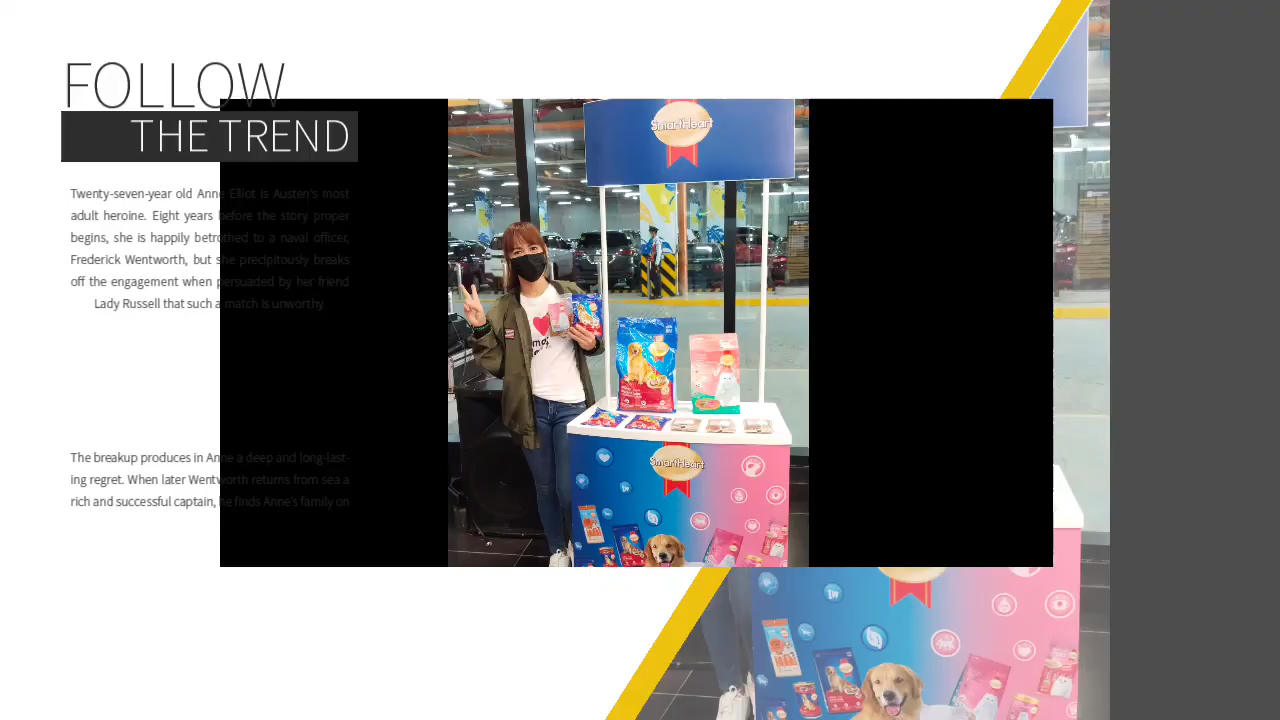 FOLLOW
THE TREND
Twenty-seven-year old Anne Elliot is Austen's most
adult heroine. Eight years before the story proper
begins, she is happily betrothed to a naval officer,
Frederick Wentworth, but she precipitously breaks
off the engagement when persuaded by her friend
Lady Russell that such a match is unworthy.
The breakup produces in Anne a deep and long-last-
ing regret. When later Wentworth returns from sea a
rich and successful captain, he finds Anne's family on
SmartHeart
SmartHeart